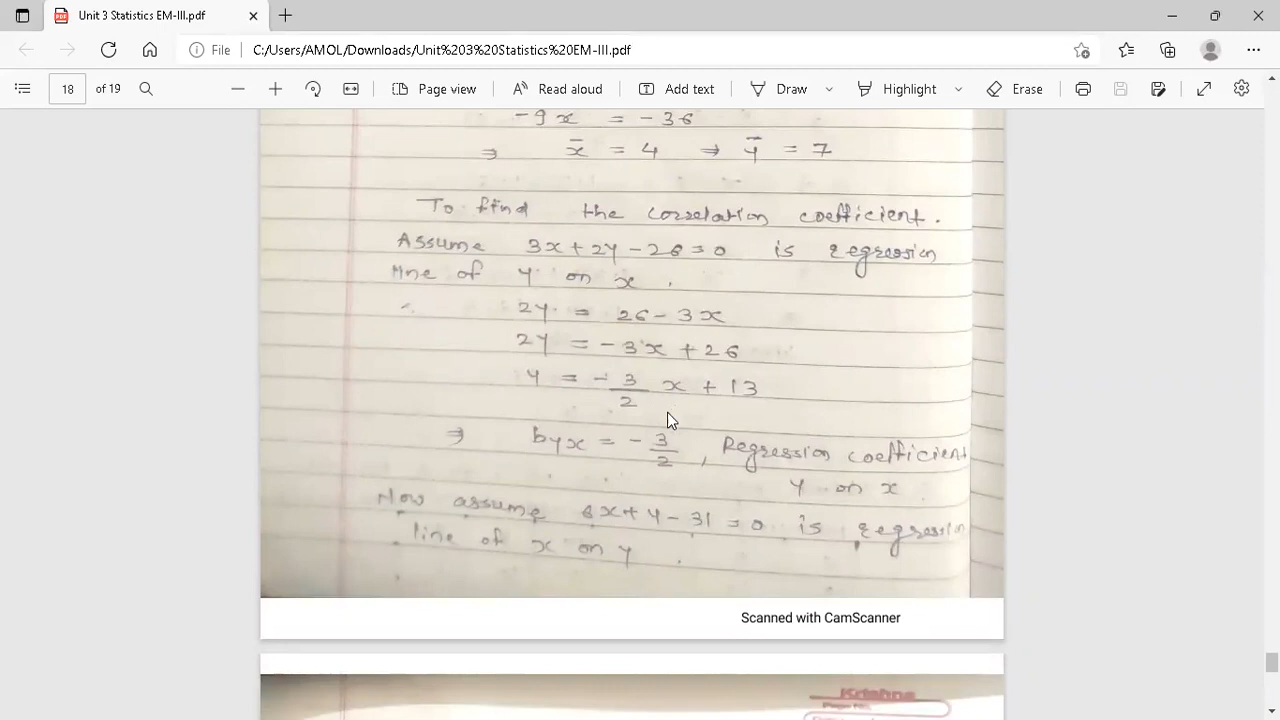 Unit 3 Statistics EM-III.pdf
File C:/Users/AMOL/Downloads/Unit%203%20Statistics%20EM-III.pdf
18 of 19 Page view Read aloud Add text Draw Highlight Erase
-9x = -36
⇒ x̄ = 4 ⇒ ȳ = 7
To find the correlation coefficient.
Assume 3x+2y-26=0 is regression
line of y on x.
2y = 26-3x
2y = -3x+26
y = -3/2 x + 13
⇒ byx = -3/2, Regression coefficient
y on x
Now assume 6x+y-31=0 is regression
line of x on y.
Scanned with CamScanner
Krishna